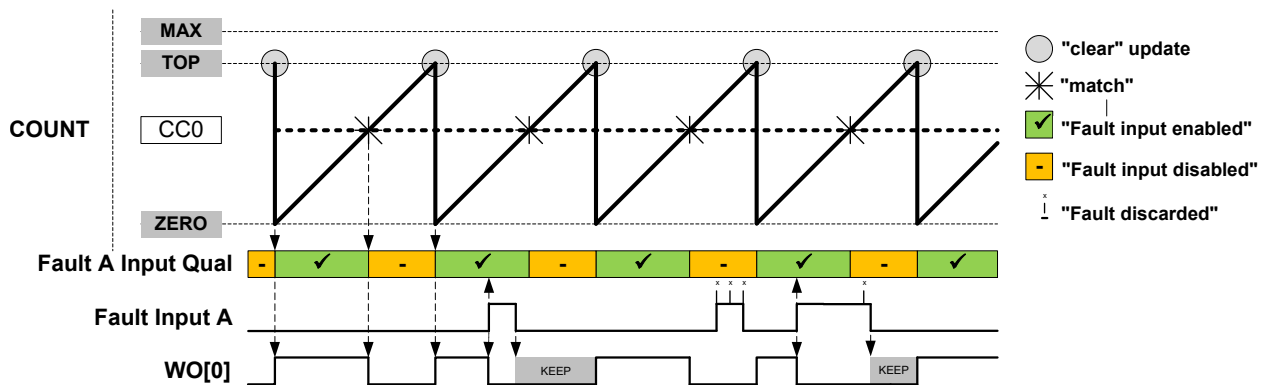 MAX
TOP
"clear" update
"match"
COUNT
CC0
"Fault input enabled"
-
"Fault input disabled"
x
"Fault discarded"
ZERO
Fault A Input Qual
- ✓ - ✓ - ✓ - ✓ - ✓
x x x x
Fault Input A
WO[0]
KEEP
KEEP